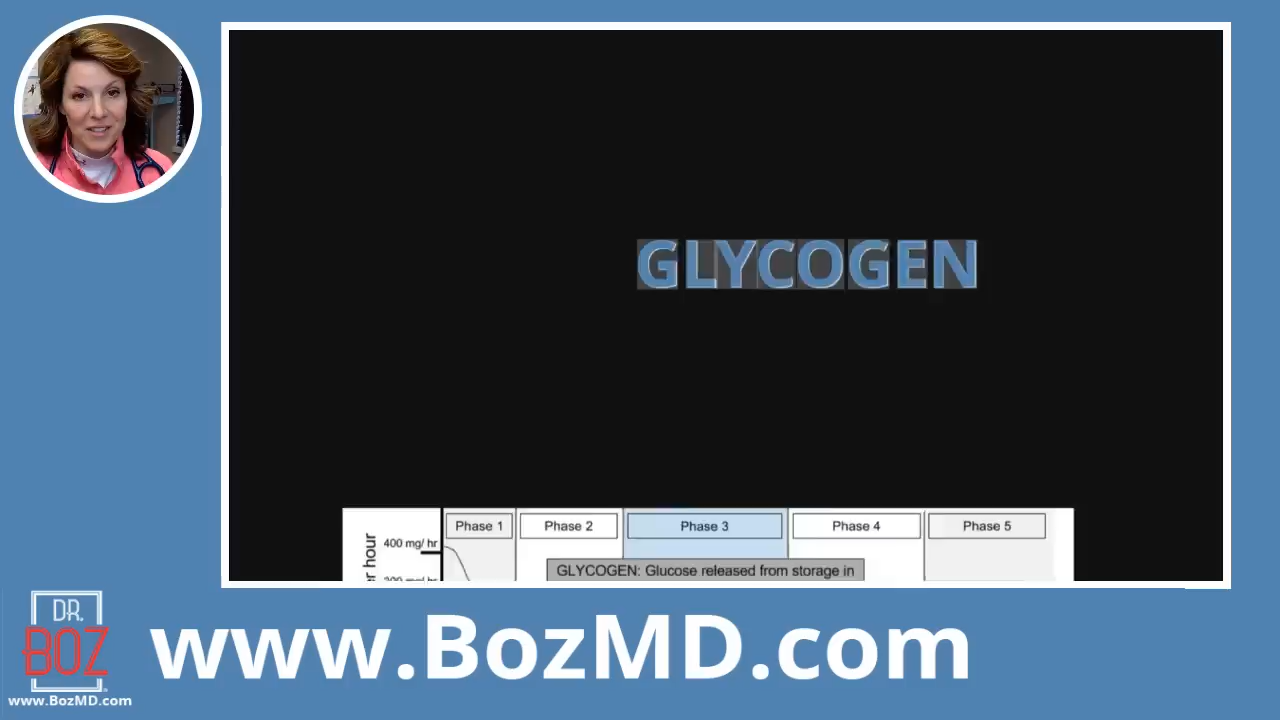 GLYCOGEN
Phase 1
Phase 2
Phase 3
Phase 4
Phase 5
400 mg/ hr
GLYCOGEN: Glucose released from storage in
hour
DR.
BOZ
www.BozMD.com
www.BozMD.com